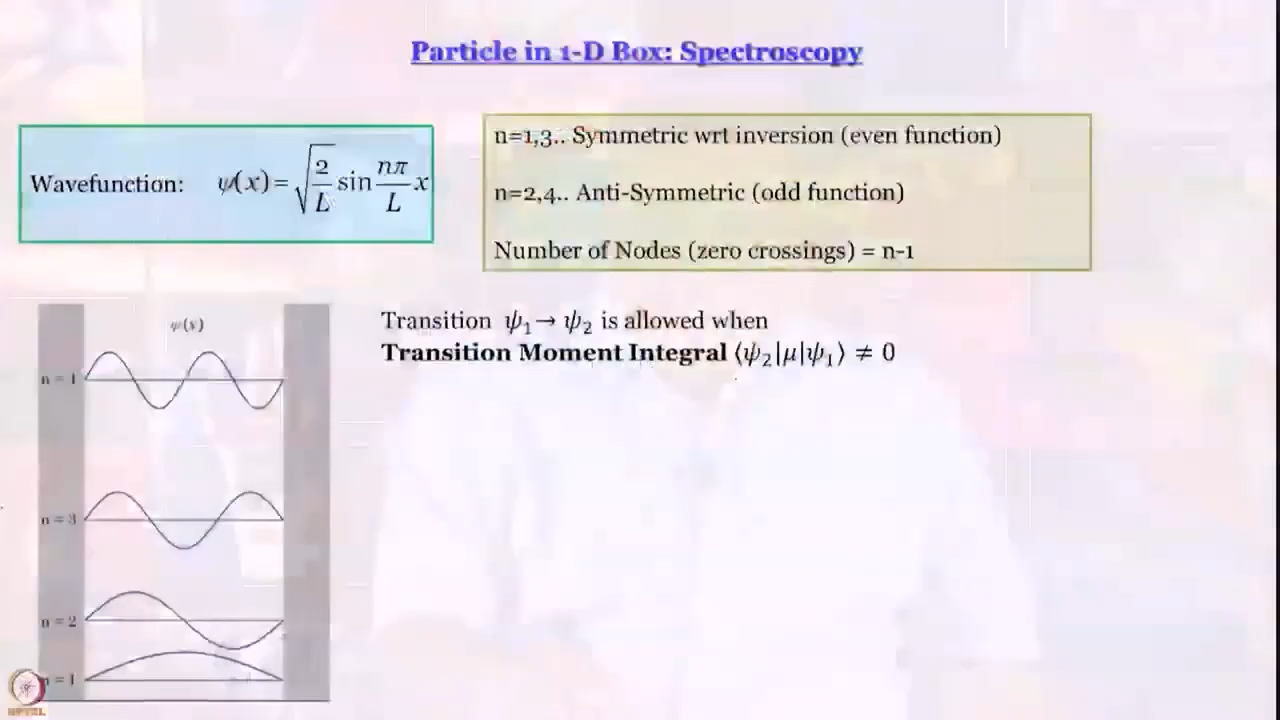 Particle in 1-D Box: Spectroscopy
Wavefunction: ψ(x)=√(2/L) sin (nπ/L) x
n=1,3.. Symmetric wrt inversion (even function)
n=2,4.. Anti-Symmetric (odd function)
Number of Nodes (zero crossings) = n-1
Transition ψ₁→ψ₂ is allowed when
Transition Moment Integral ⟨ψ₂|μ|ψ₁⟩ ≠ 0
ψ(x)
n = 1
n = 3
n = 2
n = 1
NPTEL